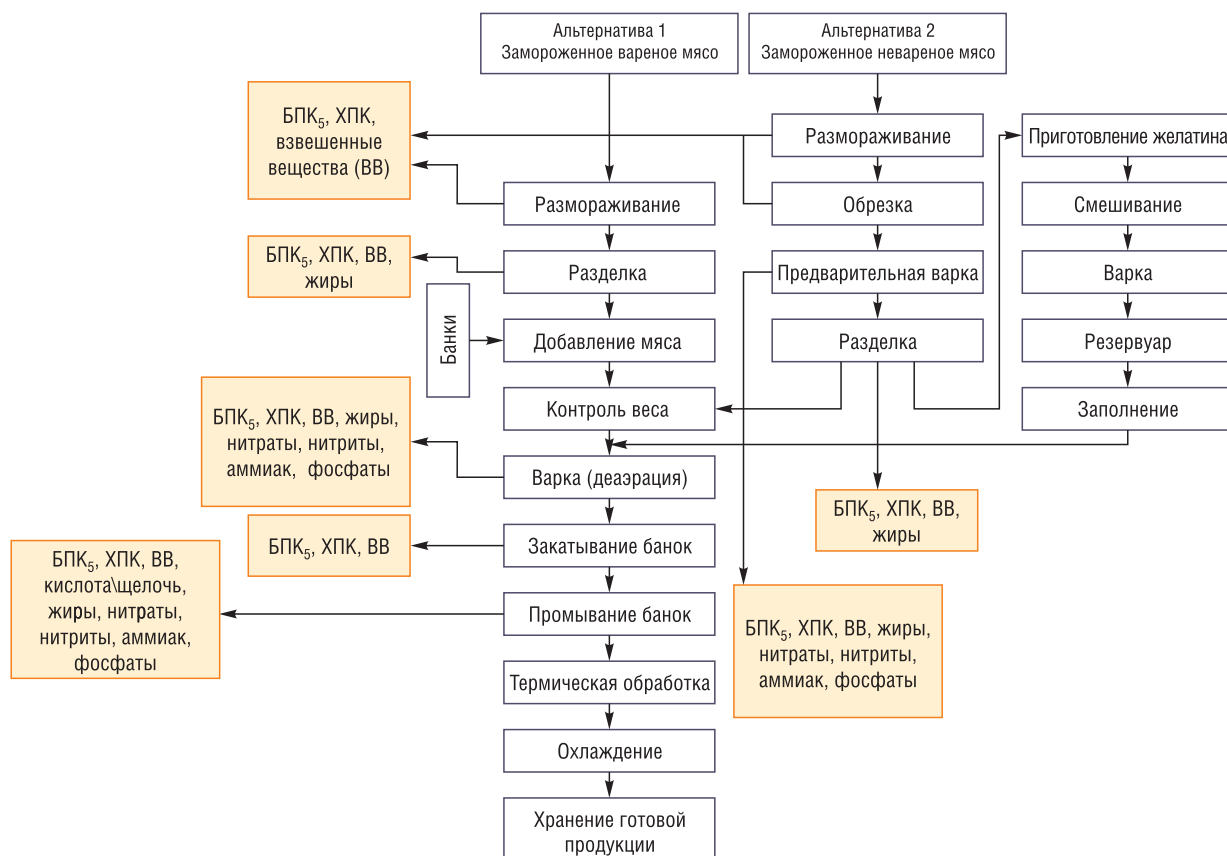 Альтернатива 1
Замороженное вареное мясо
Альтернатива 2
Замороженное невареное мясо
БПК₅, ХПК,
взвешенные
вещества (ВВ)
Размораживание
Приготовление желатина
Размораживание
Обрезка
Смешивание
БПК₅, ХПК, ВВ,
жиры
Разделка
Предварительная варка
Варка
Банки
Добавление мяса
Разделка
Резервуар
БПК₅, ХПК, ВВ, жиры,
нитраты, нитриты,
аммиак, фосфаты
Контроль веса
Заполнение
Варка (деаэрация)
БПК₅, ХПК, ВВ,
жиры
БПК₅, ХПК, ВВ
Закатывание банок
БПК₅, ХПК, ВВ,
кислота\щелочь,
жиры, нитраты,
нитриты, аммиак,
фосфаты
Промывание банок
БПК₅, ХПК, ВВ, жиры,
нитраты, нитриты,
аммиак, фосфаты
Термическая обработка
Охлаждение
Хранение готовой
продукции